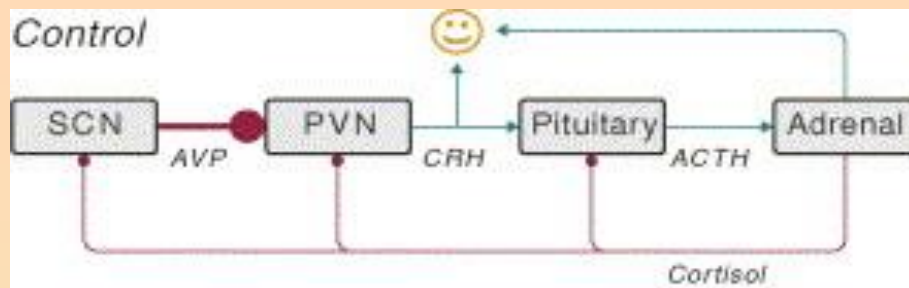 Control
SCN
PVN
Pituitary
Adrenal
AVP
CRH
ACTH
Cortisol